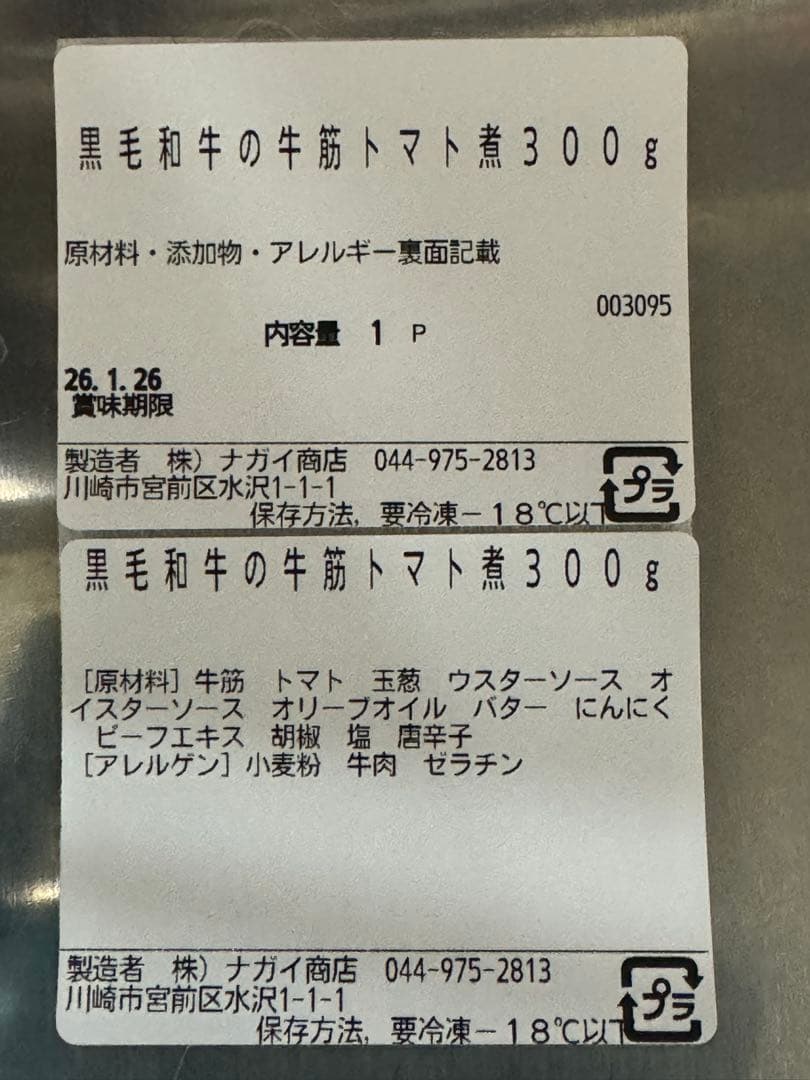 黒毛和牛の牛筋トマト煮300g
原材料・添加物・アレルギー裏面記載
003095
内容量 1 P
26.1.26
賞味期限
製造者 株）ナガイ商店 044-975-2813
川崎市宮前区水沢1-1-1
保存方法，要冷凍－18℃以下
プラ
黒毛和牛の牛筋トマト煮300g
［原材料］牛筋 トマト 玉葱 ウスターソース オ
イスターソース オリーブオイル バター にんにく
ビーフエキス 胡椒 塩 唐辛子
［アレルゲン］小麦粉 牛肉 ゼラチン
製造者 株）ナガイ商店 044-975-2813
川崎市宮前区水沢1-1-1
保存方法，要冷凍－18℃以下
プラ